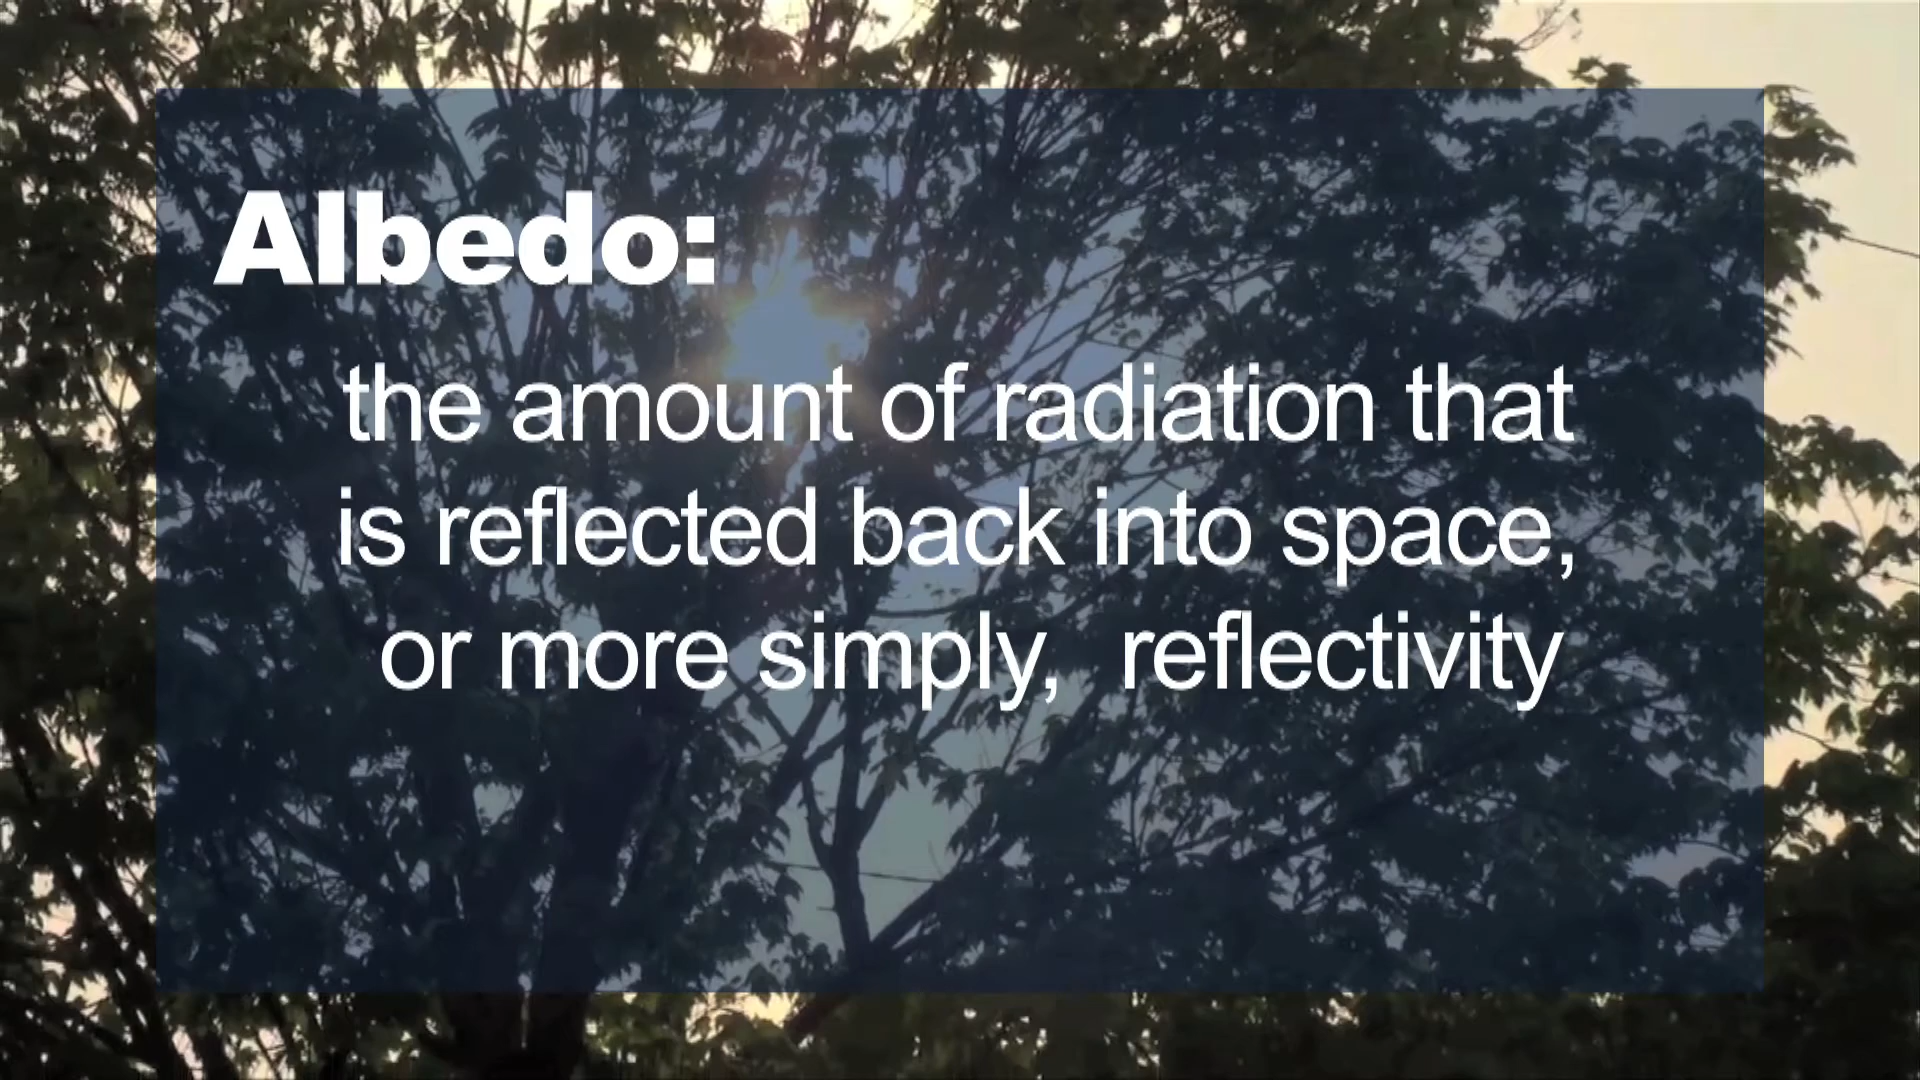 Albedo:
the amount of radiation that
is reflected back into space,
or more simply,  reflectivity